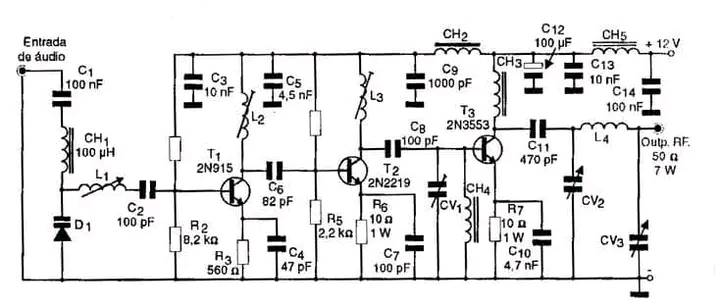 Entrada
de áudio
C1
100 nF
CH1
100 µH
L1
D1
C2
100 pF
C3
10 nF
L2
T1
2N915
R2
8,2 kΩ
R3
560 Ω
C4
47 pF
C5
4,5 nF
C6
82 pF
R5
2,2 kΩ
L3
T2
2N2219
R6
10 Ω
1 W
C7
100 pF
C8
100 pF
C9
1000 pF
CH2
CV1
CH4
CH3
T3
2N3553
R7
10 Ω
1 W
C10
4,7 nF
C11
470 pF
C12
100 µF
C13
10 nF
CH5
+ 12 V
C14
100 nF
L4
CV2
CV3
Outp. RF.
50 Ω
7 W
-